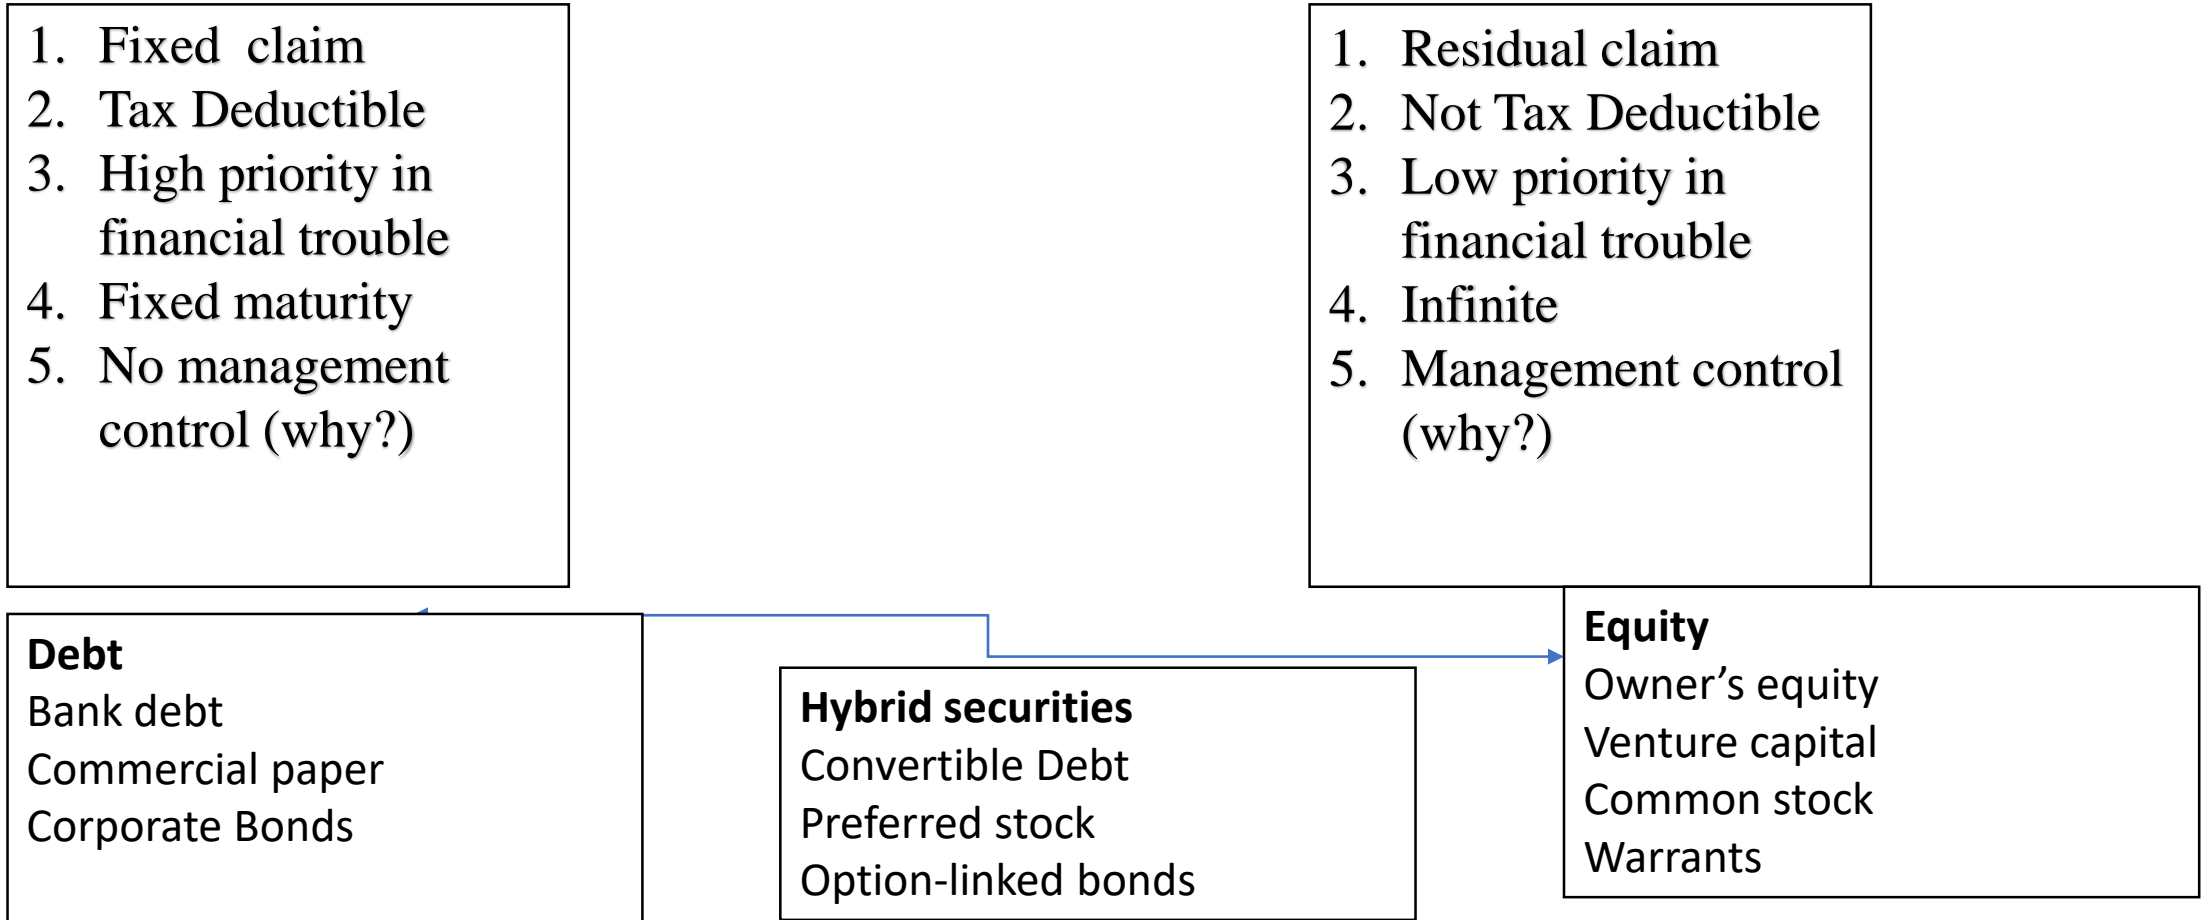 1. Fixed claim
2. Tax Deductible
3. High priority in
financial trouble
4. Fixed maturity
5. No management
control (why?)
1. Residual claim
2. Not Tax Deductible
3. Low priority in
financial trouble
4. Infinite
5. Management control
(why?)
Debt
Bank debt
Commercial paper
Corporate Bonds
Hybrid securities
Convertible Debt
Preferred stock
Option-linked bonds
Equity
Owner’s equity
Venture capital
Common stock
Warrants